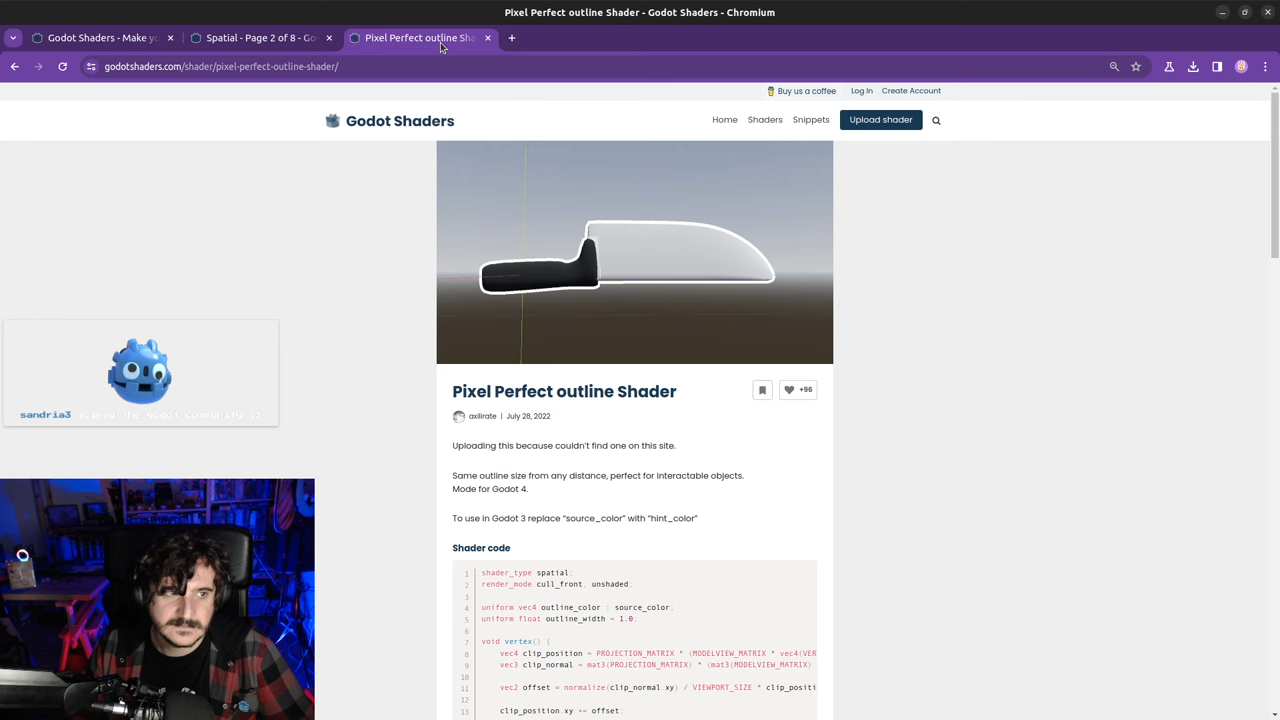 Pixel Perfect outline Shader - Godot Shaders - Chromium
Godot Shaders - Make yo
Spatial - Page 2 of 8 - Go
Pixel Perfect outline Sha
godotshaders.com/shader/pixel-perfect-outline-shader/
Buy us a coffee
Log In
Create Account
Godot Shaders
Home
Shaders
Snippets
Upload shader
sandria3 joined the godot community
Pixel Perfect outline Shader
+96
axilirate | July 28, 2022
Uploading this because couldn't find one on this site.
Same outline size from any distance, perfect for interactable objects.
Mode for Godot 4.
To use in Godot 3 replace “source_color” with “hint_color”
Shader code
1 shader_type spatial;
2 render_mode cull_front, unshaded;
3
4 uniform vec4 outline_color : source_color;
5 uniform float outline_width = 1.0;
6
7 void vertex() {
8 vec4 clip_position = PROJECTION_MATRIX * (MODELVIEW_MATRIX * vec4(VER
9 vec3 clip_normal = mat3(PROJECTION_MATRIX) * (mat3(MODELVIEW_MATRIX)
10
11 vec2 offset = normalize(clip_normal.xy) / VIEWPORT_SIZE * clip_positi
12
13 clip_position.xy += offset;